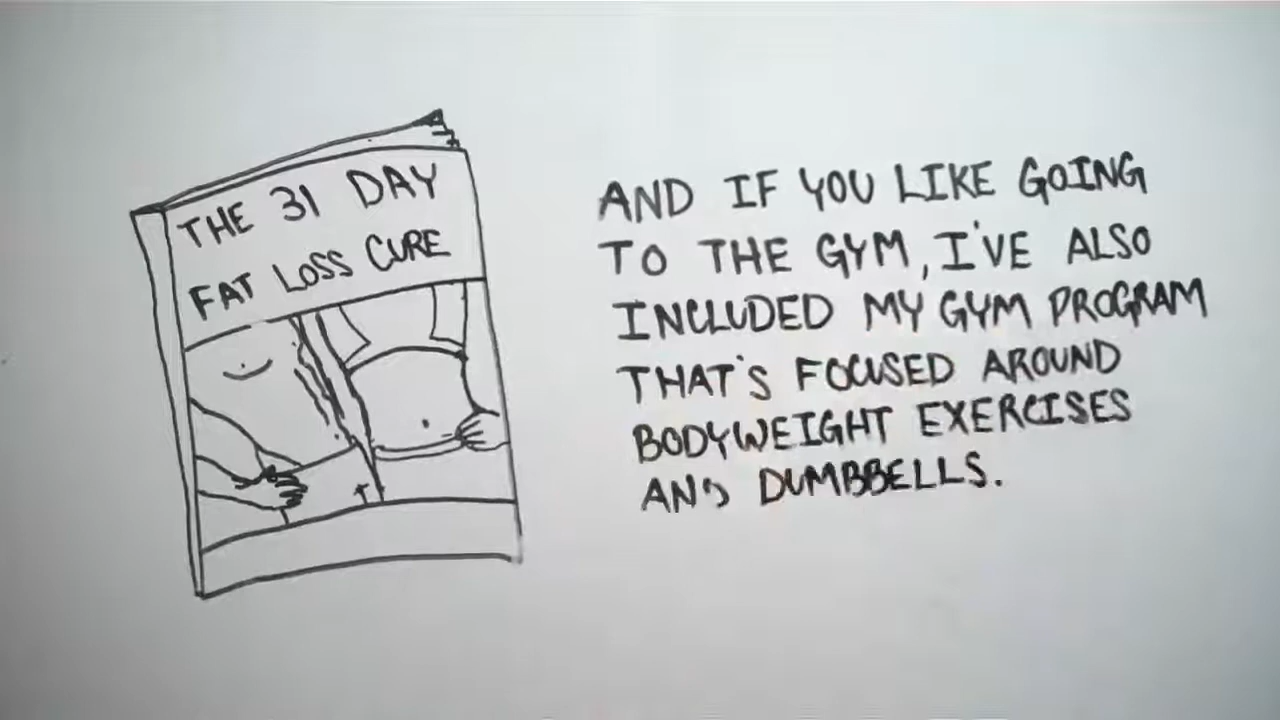 THE 31 DAY
FAT LOSS CURE
AND IF YOU LIKE GOING
TO THE GYM, I'VE ALSO
INCLUDED MY GYM PROGRAM
THAT'S FOCUSED AROUND
BODYWEIGHT EXERCISES
AND DUMBBELLS.